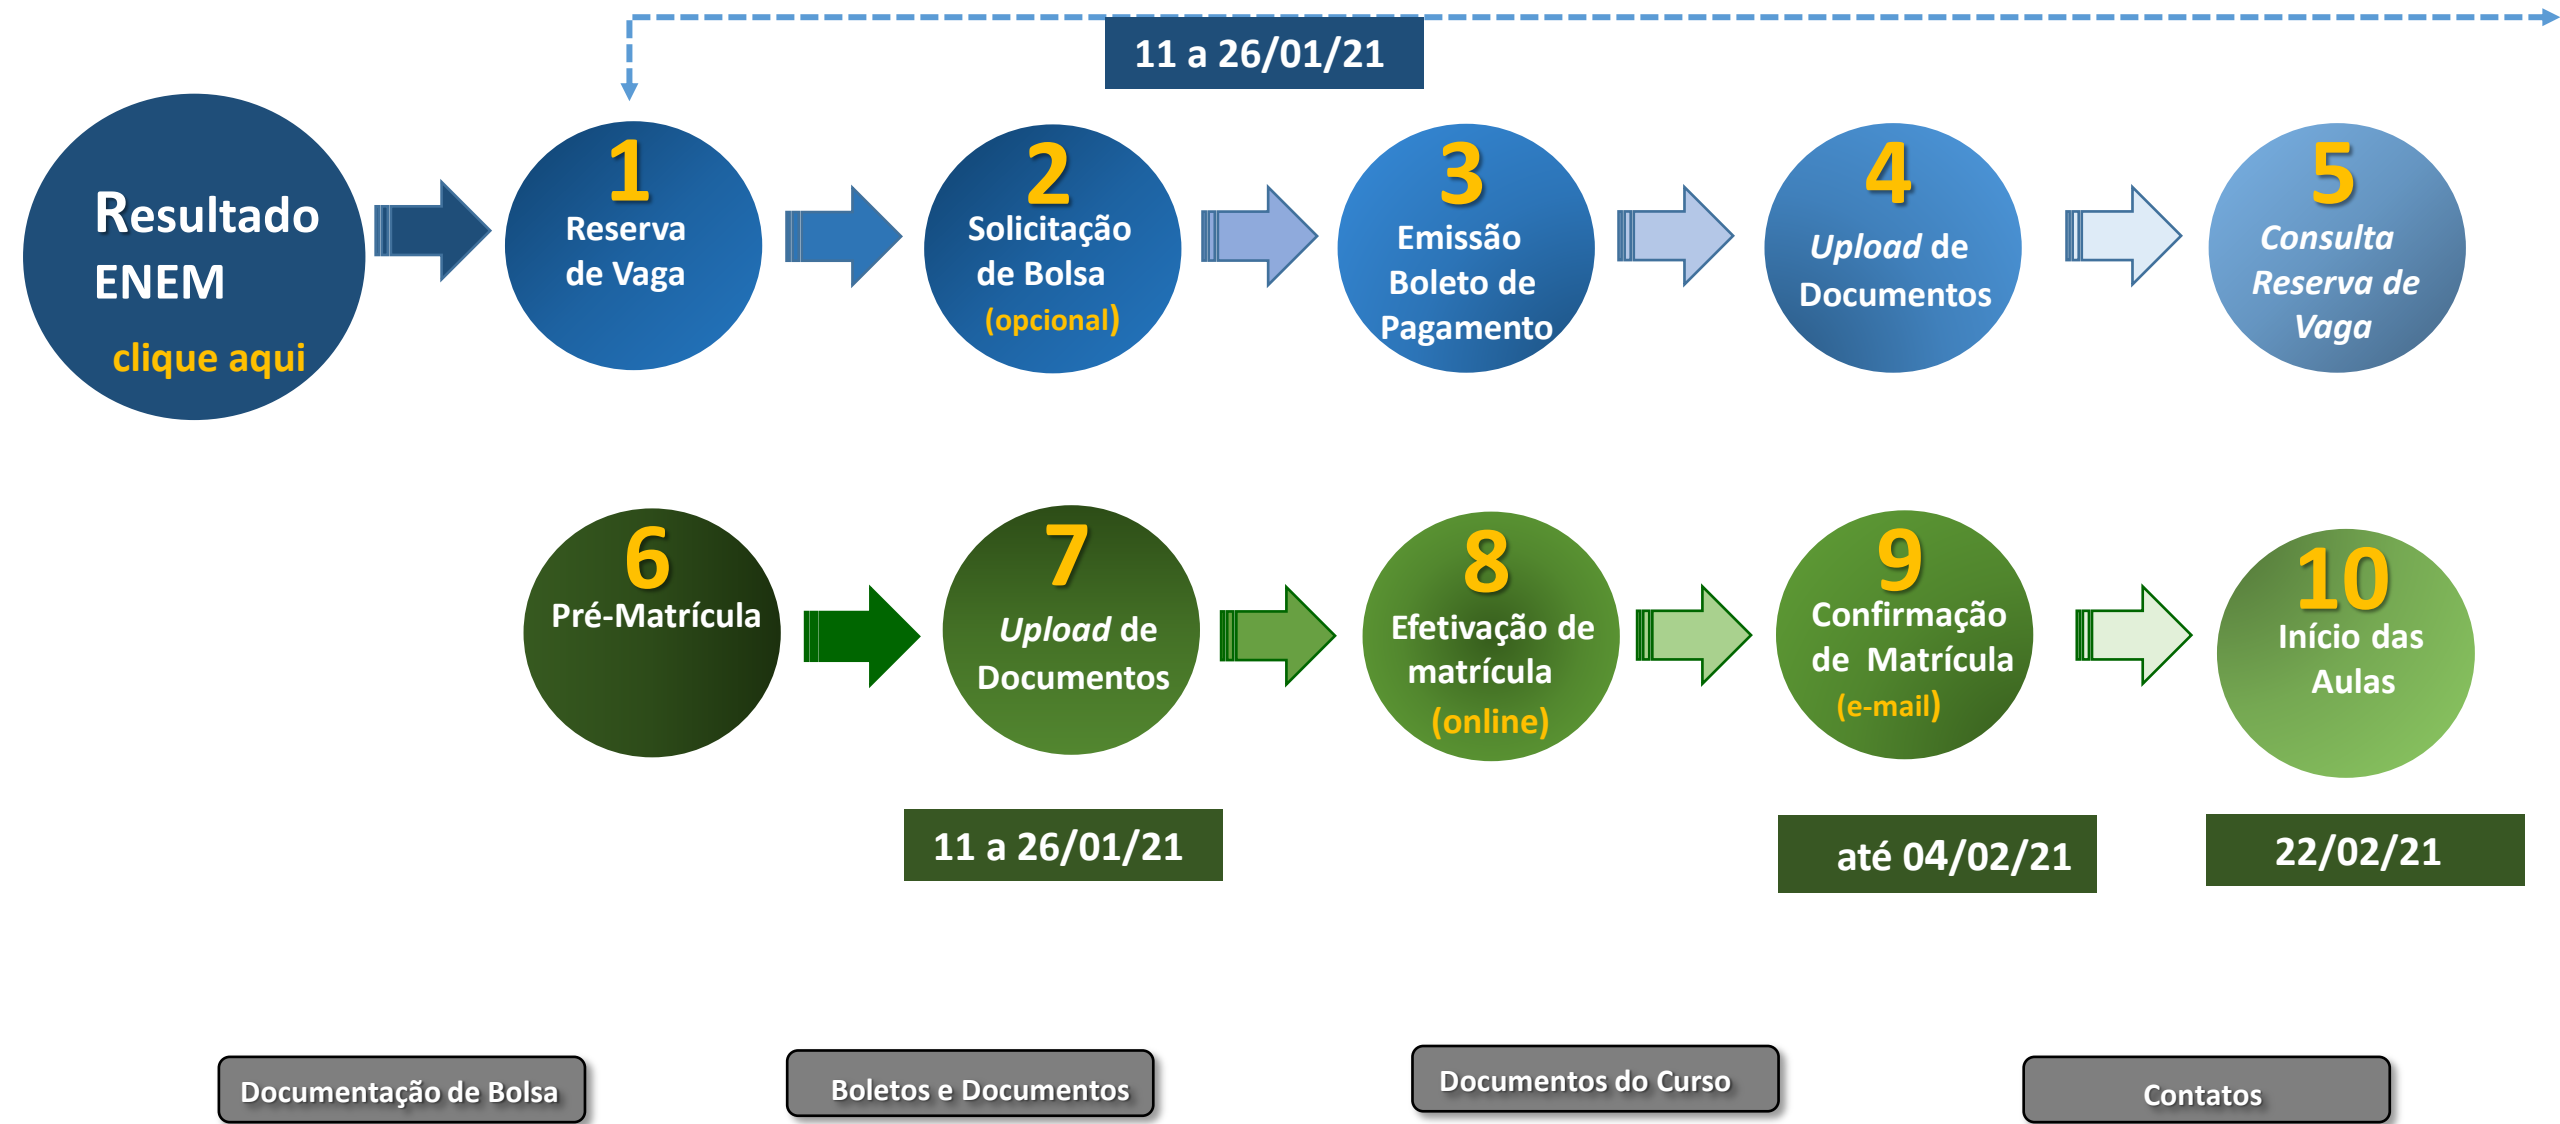 11 a 26/01/21
Resultado
ENEM
clique aqui
1
Reserva
de Vaga
2
Solicitação
de Bolsa
(opcional)
3
Emissão
Boleto de
Pagamento
4
Upload de
Documentos
5
Consulta
Reserva de
Vaga
6
Pré-Matrícula
7
Upload de
Documentos
8
Efetivação de
matrícula
(online)
9
Confirmação
de Matrícula
(e-mail)
10
Início das
Aulas
11 a 26/01/21
até 04/02/21
22/02/21
Documentação de Bolsa
Boletos e Documentos
Documentos do Curso
Contatos